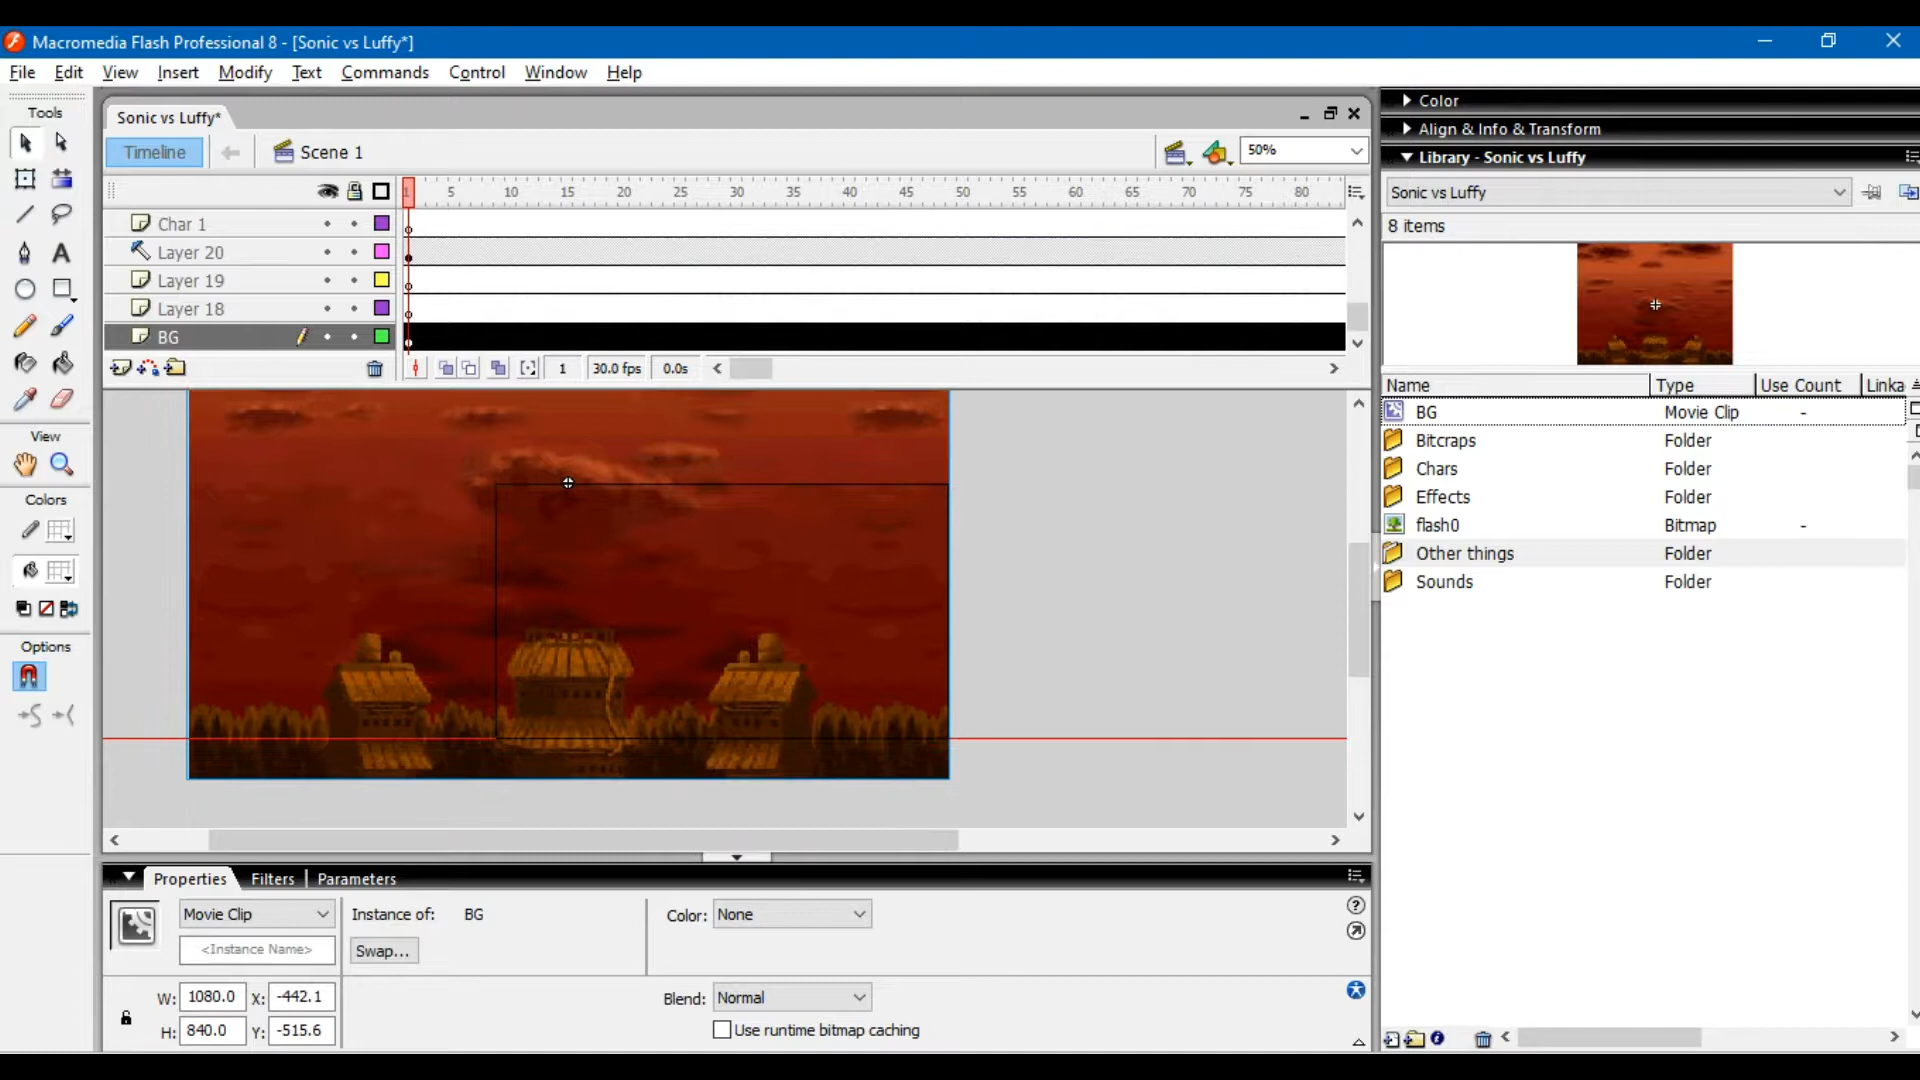 Macromedia Flash Professional 8 - [Sonic vs Luffy*]
File Edit View Insert Modify Text Commands Control Window Help
Tools
Sonic vs Luffy*
Timeline
Scene 1
50%
1 5 10 15 20 25 30 35 40 45 50 55 60 65 70 75 80
Char 1
Layer 20
Layer 19
Layer 18
BG
1 30.0 fps 0.0s
View
Colors
Options
Color
Align & Info & Transform
Library - Sonic vs Luffy
Sonic vs Luffy
8 items
Name Type Use Count Linka
BG Movie Clip -
Bitcraps Folder
Chars Folder
Effects Folder
flash0 Bitmap -
Other things Folder
Sounds Folder
Properties Filters Parameters
Movie Clip Instance of: BG Color: None
<Instance Name> Swap...
W: 1080.0 X: -442.1 Blend: Normal
H: 840.0 Y: -515.6 Use runtime bitmap caching